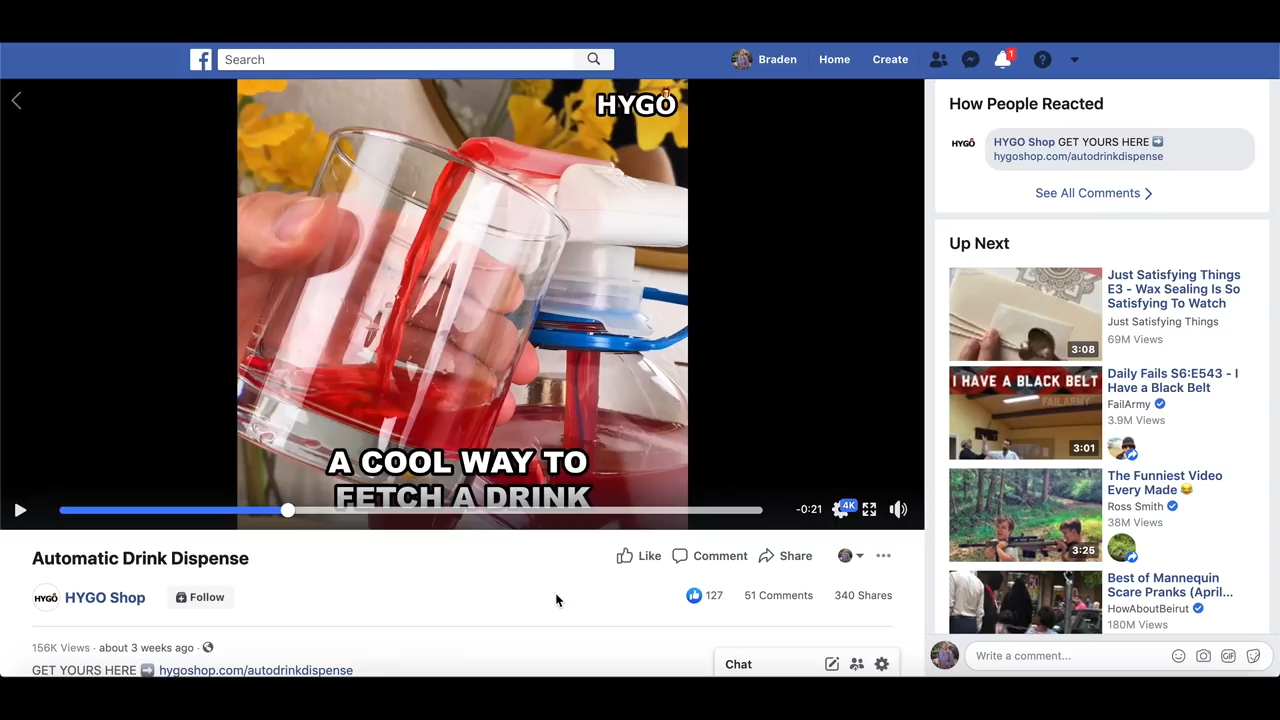 Search
Braden
Home
Create
1
HYGO
A COOL WAY TO
FETCH A DRINK
-0:21
4K
Automatic Drink Dispense
Like
Comment
Share
HYGO
HYGO Shop
Follow
127
51 Comments
340 Shares
156K Views · about 3 weeks ago ·
GET YOURS HERE ➡ hygoshop.com/autodrinkdispense
How People Reacted
HYGO
HYGO Shop GET YOURS HERE ➡
hygoshop.com/autodrinkdispense
See All Comments
Up Next
3:08
Just Satisfying Things
E3 - Wax Sealing Is So
Satisfying To Watch
Just Satisfying Things
69M Views
I HAVE A BLACK BELT
FAILARMY
3:01
Daily Fails S6:E543 - I
Have a Black Belt
FailArmy
3.9M Views
3:25
The Funniest Video
Every Made 😂
Ross Smith
38M Views
Best of Mannequin
Scare Pranks (April...
HowAboutBeirut
180M Views
Chat
Write a comment...
GIF